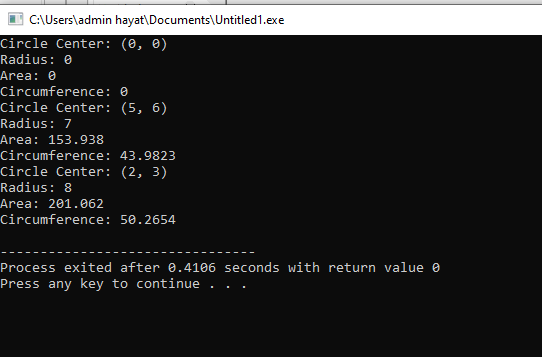 C:\Users\admin hayat\Documents\Untitled1.exe
Circle Center: (0, 0)
Radius: 0
Area: 0
Circumference: 0
Circle Center: (5, 6)
Radius: 7
Area: 153.938
Circumference: 43.9823
Circle Center: (2, 3)
Radius: 8
Area: 201.062
Circumference: 50.2654
--------------------------------
Process exited after 0.4106 seconds with return value 0
Press any key to continue . . .